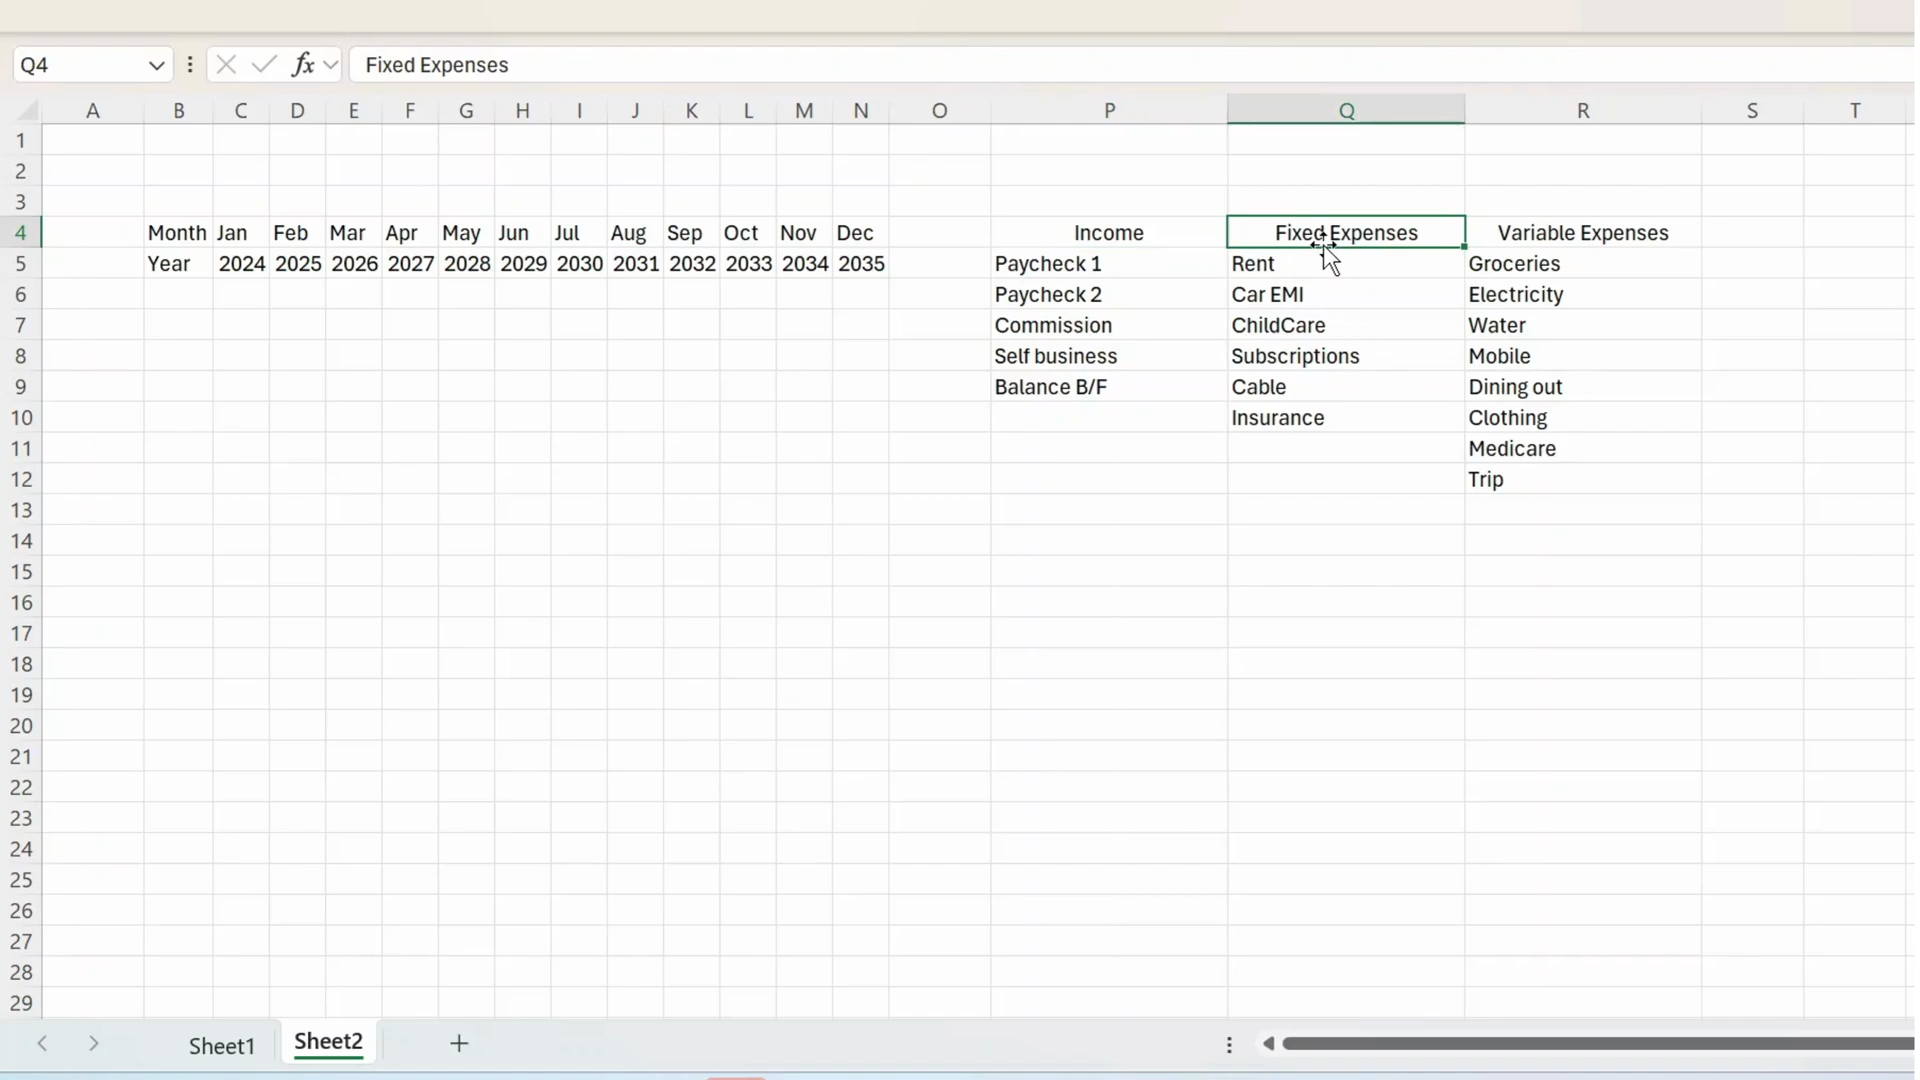 Q4 fx Fixed Expenses
A B C D E F G H I J K L M N O P Q R S T
1
2
3
4 Month Jan Feb Mar Apr May Jun Jul Aug Sep Oct Nov Dec Income Fixed Expenses Variable Expenses
5 Year 2024 2025 2026 2027 2028 2029 2030 2031 2032 2033 2034 2035 Paycheck 1 Rent Groceries
6 Paycheck 2 Car EMI Electricity
7 Commission ChildCare Water
8 Self business Subscriptions Mobile
9 Balance B/F Cable Dining out
10 Insurance Clothing
11 Medicare
12 Trip
13
14
15
16
17
18
19
20
21
22
23
24
25
26
27
28
29
Sheet1 Sheet2